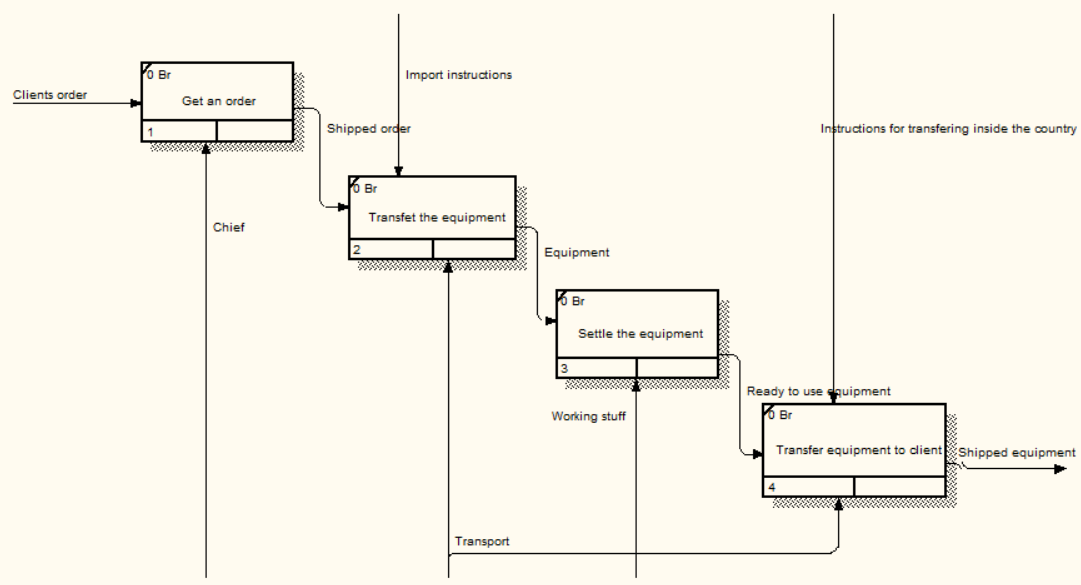 0 Br
Import instructions
Clients order
Get an order
1
Shipped order
Instructions for transfering inside the country
0 Br
Transfet the equipment
Chief
2
Equipment
0 Br
Settle the equipment
3
Ready to use equipment
Working stuff
0 Br
Transfer equipment to client
Shipped equipment
4
Transport